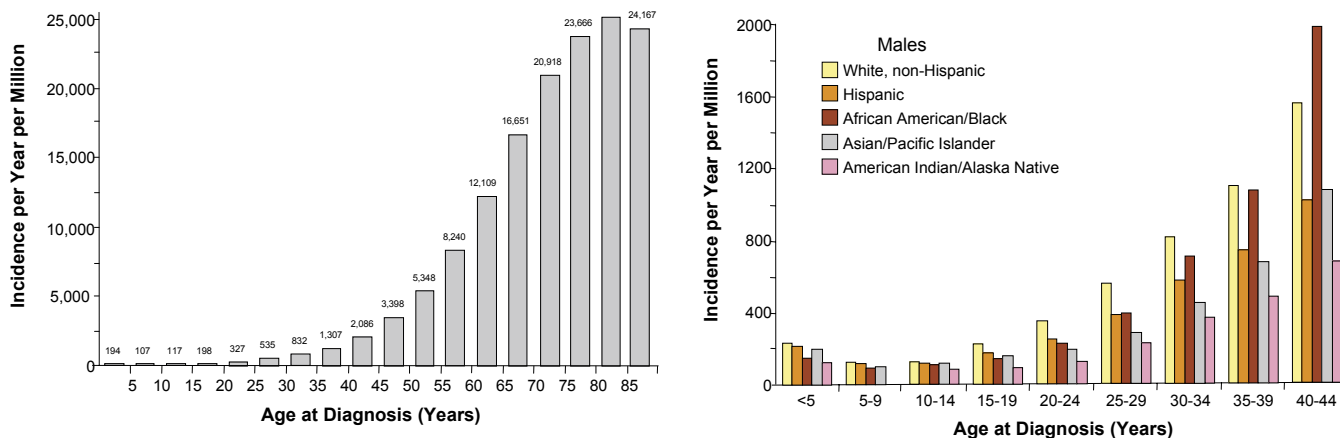 25,000
20,000
15,000
10,000
5,000
0
Incidence per Year per Million
194 107 117 198 327 535 832 1,307 2,086 3,398 5,348 8,240 12,109 16,651 20,918 23,666 24,167
5 10 15 20 25 30 35 40 45 50 55 60 65 70 75 80 85
Age at Diagnosis (Years)
2000
1600
1200
800
400
0
Incidence per Year per Million
Males
White, non-Hispanic
Hispanic
African American/Black
Asian/Pacific Islander
American Indian/Alaska Native
<5 5-9 10-14 15-19 20-24 25-29 30-34 35-39 40-44
Age at Diagnosis (Years)